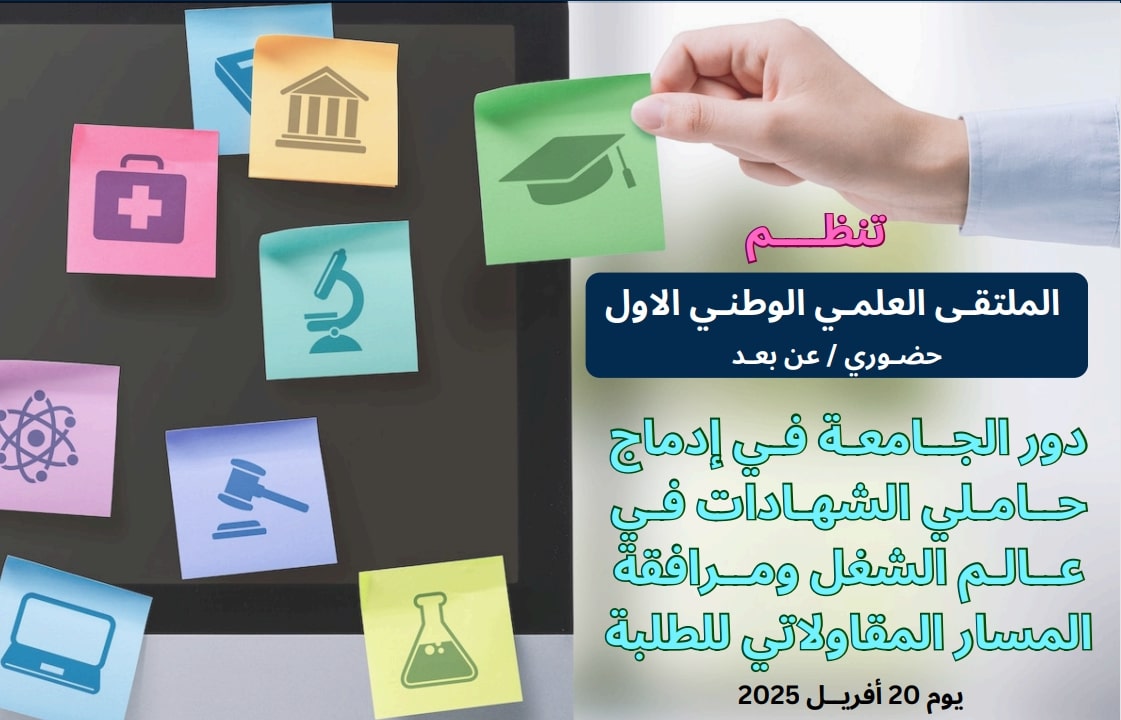 تنظم
الملتقى العلمي الوطني الاول
حضوري / عن بعد
دور الجامعة في إدماج
حاملي الشهادات في
عالم الشغل ومرافقة
المسار المقاولاتي للطلبة
يوم 20 أفريل 2025